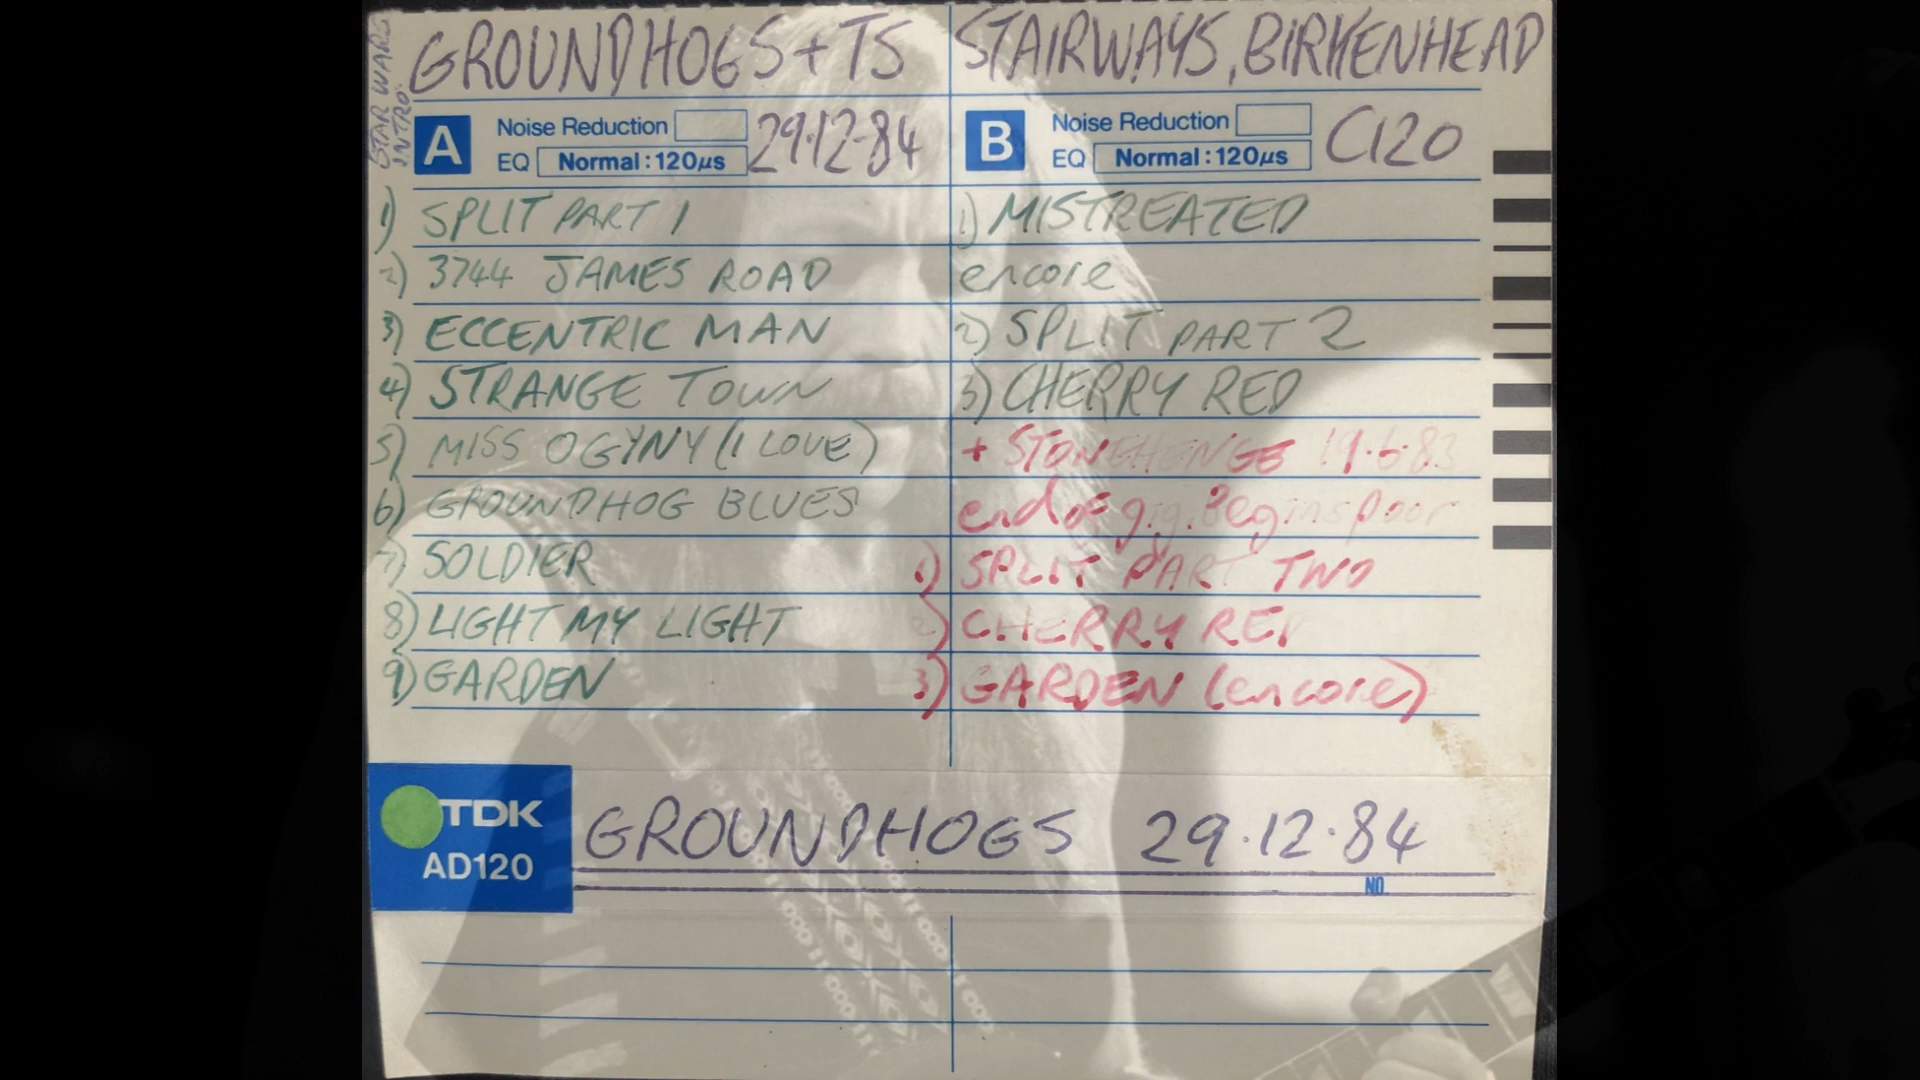 STAR WARS
INTRO
GROUNDHOGS + TS
A
Noise Reduction
29·12·84
EQ Normal : 120µs
1) SPLIT PART 1
2) 3744 JAMES ROAD
3) ECCENTRIC MAN
4) STRANGE TOWN
5) MISS OGYNY (I LOVE)
6) GROUNDHOG BLUES
7) SOLDIER
8) LIGHT MY LIGHT
9) GARDEN
STAIRWAYS, BIRKENHEAD
B
Noise Reduction
C120
EQ Normal : 120µs
1) MISTREATED
encore
2) SPLIT PART 2
3) CHERRY RED
+ STONEHENGE 19·6·83
end of gig. Begins poor
1) SPLIT PART TWO
2) CHERRY RED
3) GARDEN (encore)
TDK
AD120
GROUNDHOGS 29·12·84
NO.